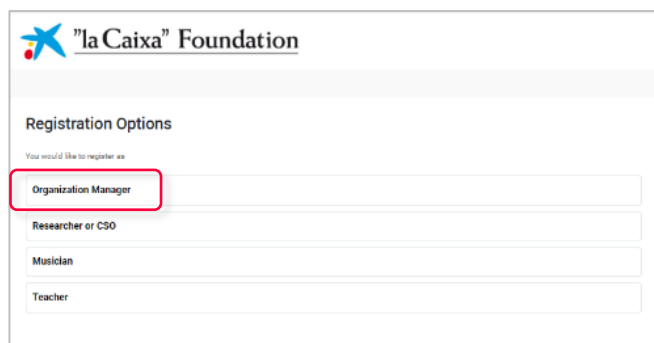 "la Caixa" Foundation
Registration Options
You would like to register as
Organization Manager
Researcher or CSO
Musician
Teacher